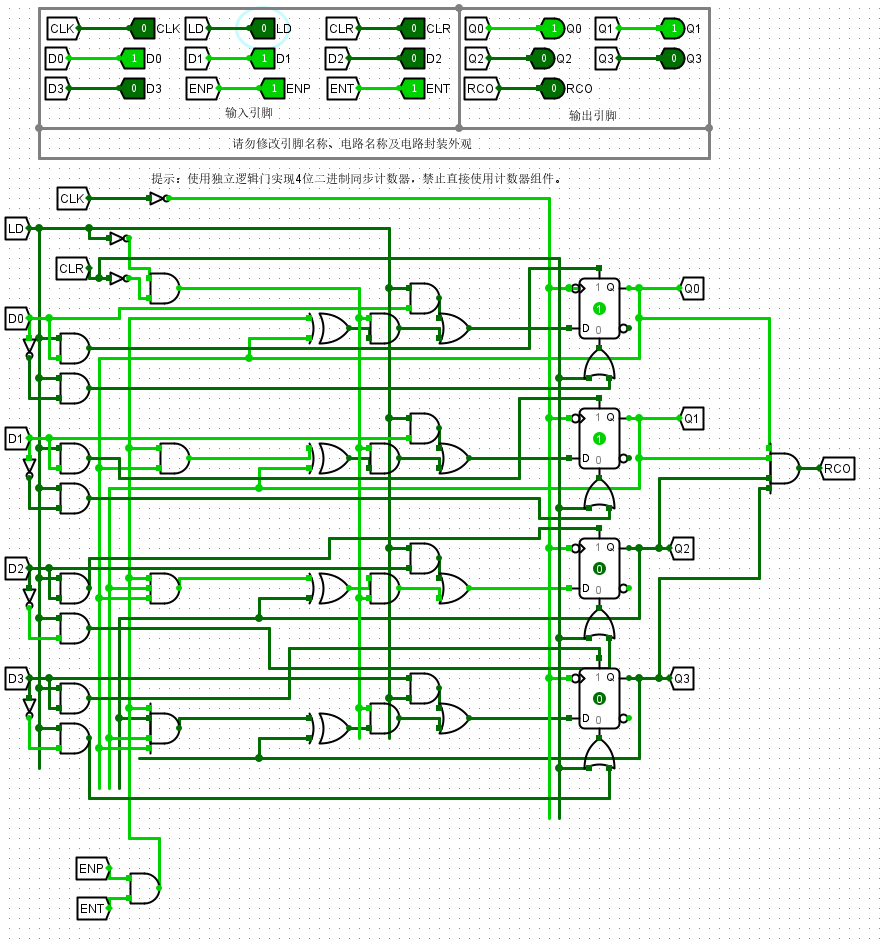 CLK 0 CLK LD 0 LD CLR 0 CLR Q0 1 Q0 Q1 1 Q1
D0 1 D0 D1 1 D1 D2 0 D2 Q2 0 Q2 Q3 0 Q3
D3 0 D3 ENP 1 ENP ENT 1 ENT RCO 0 RCO
输入引脚 输出引脚
请勿修改引脚名称、电路名称及电路封装外观
提示：使用独立逻辑门实现4位二进制同步计数器，禁止直接使用计数器组件。
CLK
LD
CLR
1 Q Q0
D0 1
D 0
1 Q Q1
D1 1
D 0
1 Q Q2
D2 0
D 0
1 Q Q3
D3 0
D 0
RCO
ENP
ENT